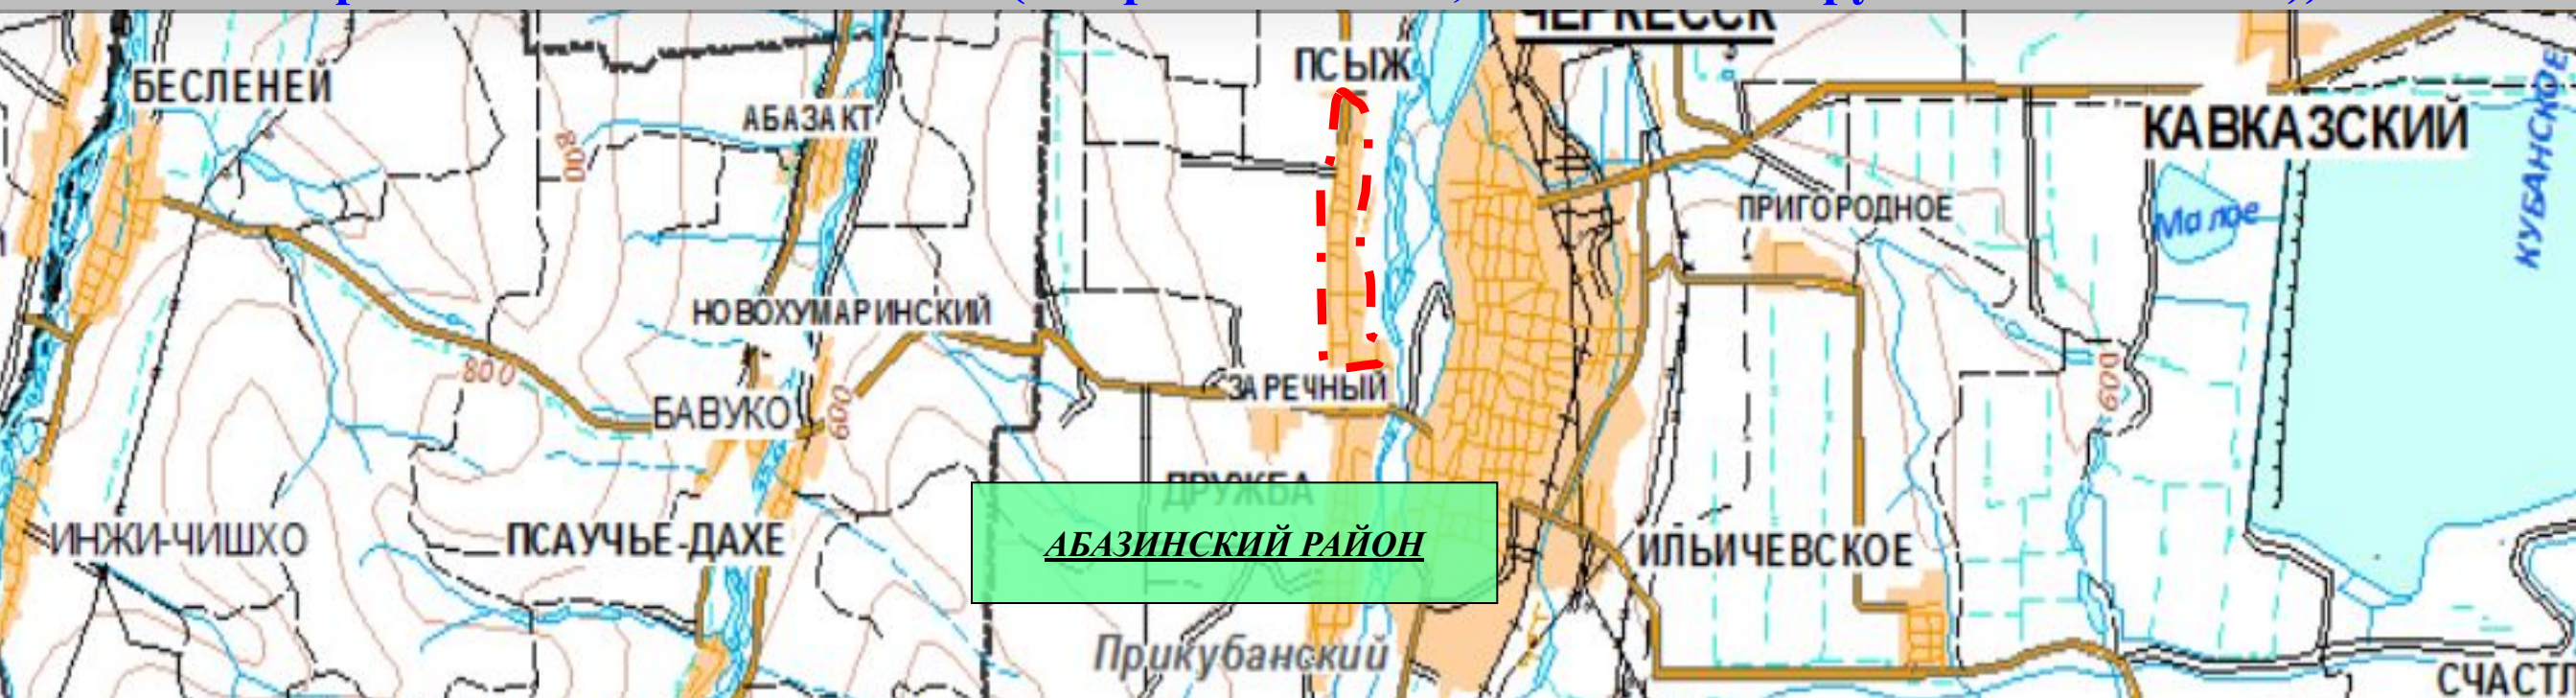 ЧЕРКЕССК
ПСЫЖ
БЕСЛЕНЕЙ
АБАЗАКТ
КАВКАЗСКИЙ
КУБАНСКОЕ
800
ПРИГОРОДНОЕ
Малое
НОВОХУМАРИНСКИЙ
800
ЗАРЕЧНЫЙ
600
БАВУКО
600
ДРУЖБА
ИНЖИ-ЧИШХО
ПСАУЧЬЕ-ДАХЕ
АБАЗИНСКИЙ РАЙОН
ИЛЬИЧЕВСКОЕ
Прикубанский